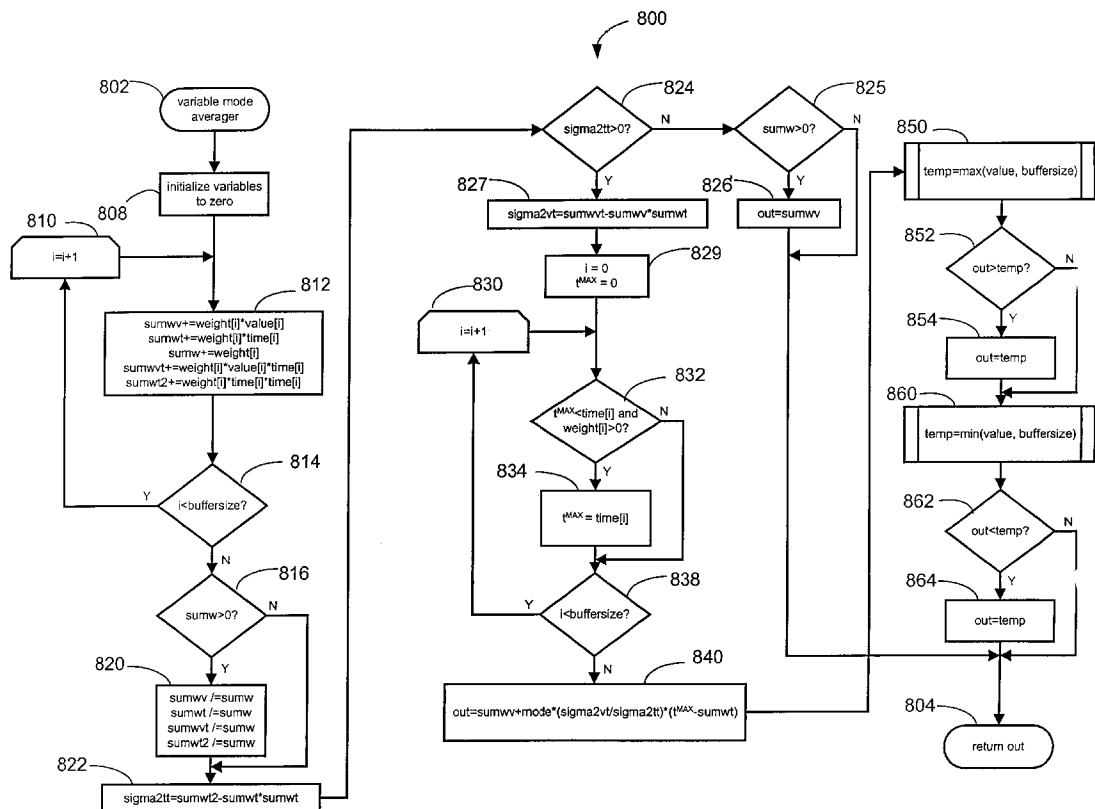 800
802
variable mode
averager
initialize variables
to zero
808
810
i=i+1
812
sumwv+=weight[i]*value[i]
sumwt+=weight[i]*time[i]
sumw+=weight[i]
sumwvt+=weight[i]*value[i]*time[i]
sumwt2+=weight[i]*time[i]*time[i]
814
i<buffersize?
Y
N
816
sumw>0?
N
Y
820
sumwv /=sumw
sumwt /=sumw
sumwvt /=sumw
sumwt2 /=sumw
822
sigma2tt=sumwt2-sumwt*sumwt
824
sigma2tt>0?
N
Y
825
sumw>0?
N
Y
826
out=sumwv
827
sigma2vt=sumwvt-sumwv*sumwt
i = 0
tMAX = 0
829
830
i=i+1
832
tMAX<time[i] and
weight[i]>0?
N
Y
834
tMAX = time[i]
838
i<buffersize?
Y
N
840
out=sumwv+mode*(sigma2vt/sigma2tt)*(tMAX-sumwt)
850
temp=max(value, buffersize)
852
out>temp?
N
Y
854
out=temp
860
temp=min(value, buffersize)
862
out<temp?
N
Y
864
out=temp
804
return out